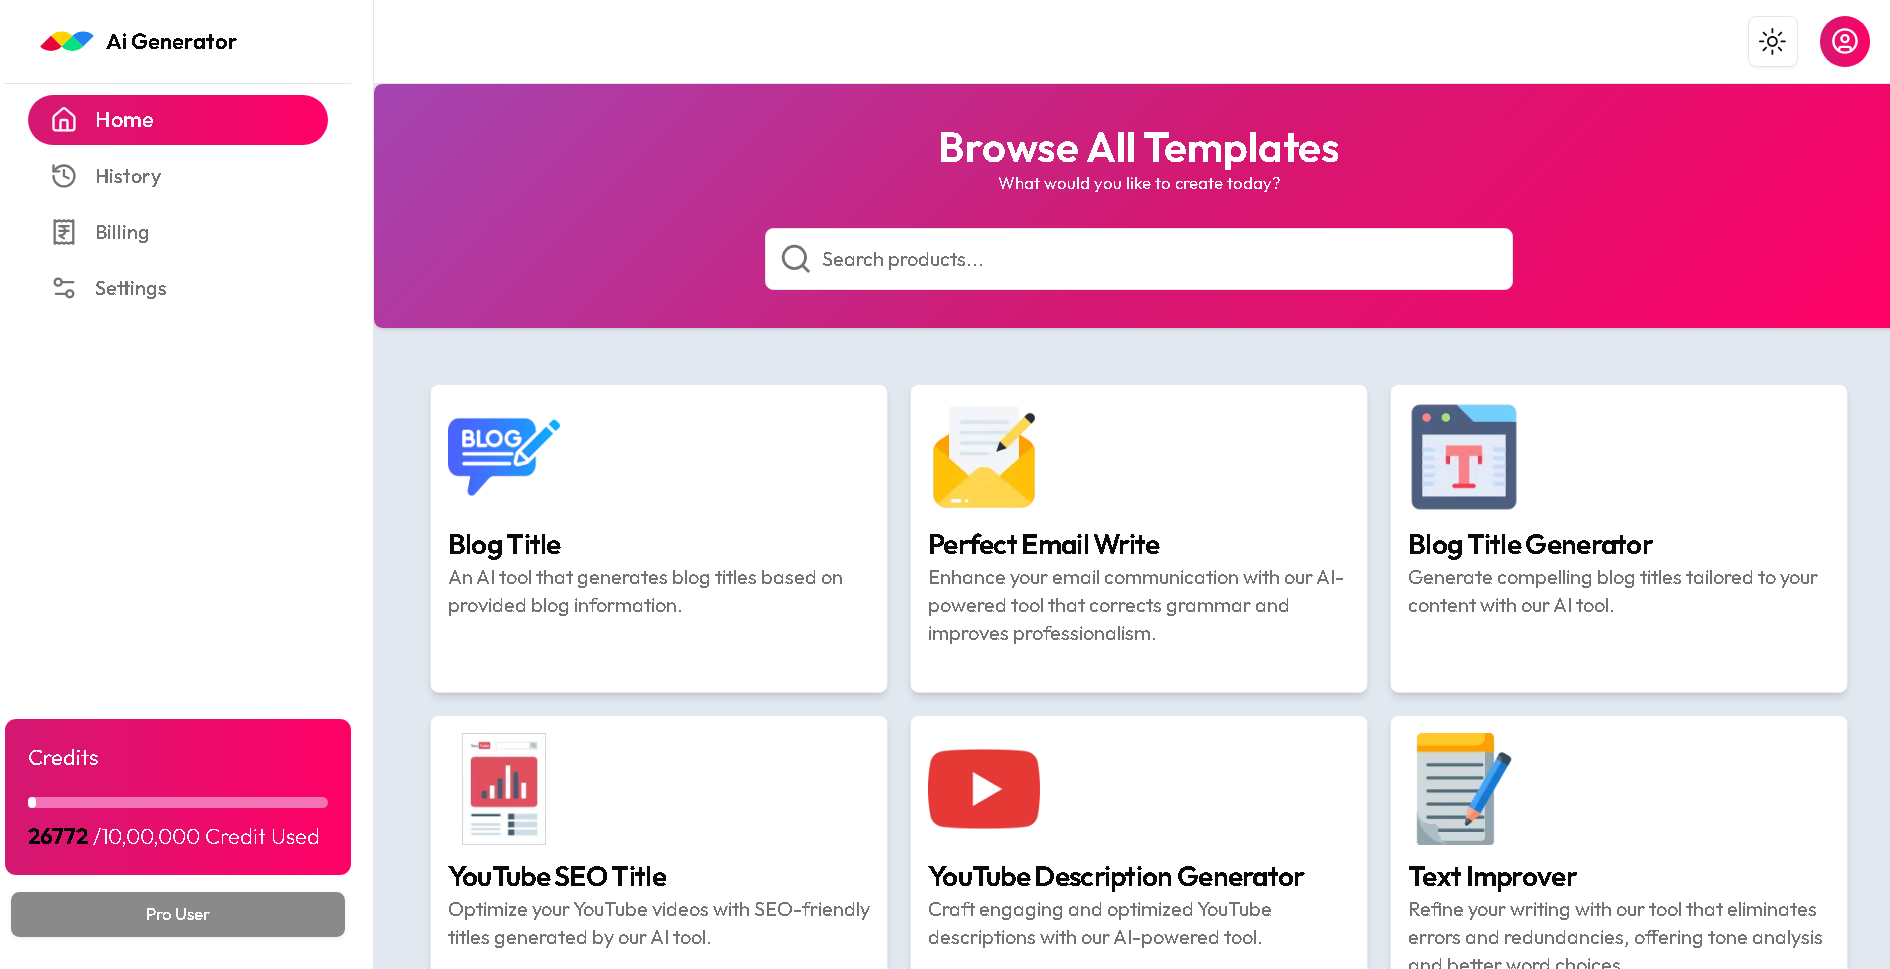 Ai Generator
Home
History
Billing
Settings
Credits
26772 /10,00,000 Credit Used
Pro User
Browse All Templates
What would you like to create today?
Search products...
BLOG
Blog Title
An AI tool that generates blog titles based on
provided blog information.
Perfect Email Write
Enhance your email communication with our AI-
powered tool that corrects grammar and
improves professionalism.
T
Blog Title Generator
Generate compelling blog titles tailored to your
content with our AI tool.
YouTube SEO Title
Optimize your YouTube videos with SEO-friendly
titles generated by our AI tool.
YouTube Description Generator
Craft engaging and optimized YouTube
descriptions with our AI-powered tool.
Text Improver
Refine your writing with our tool that eliminates
errors and redundancies, offering tone analysis
and better word choices.